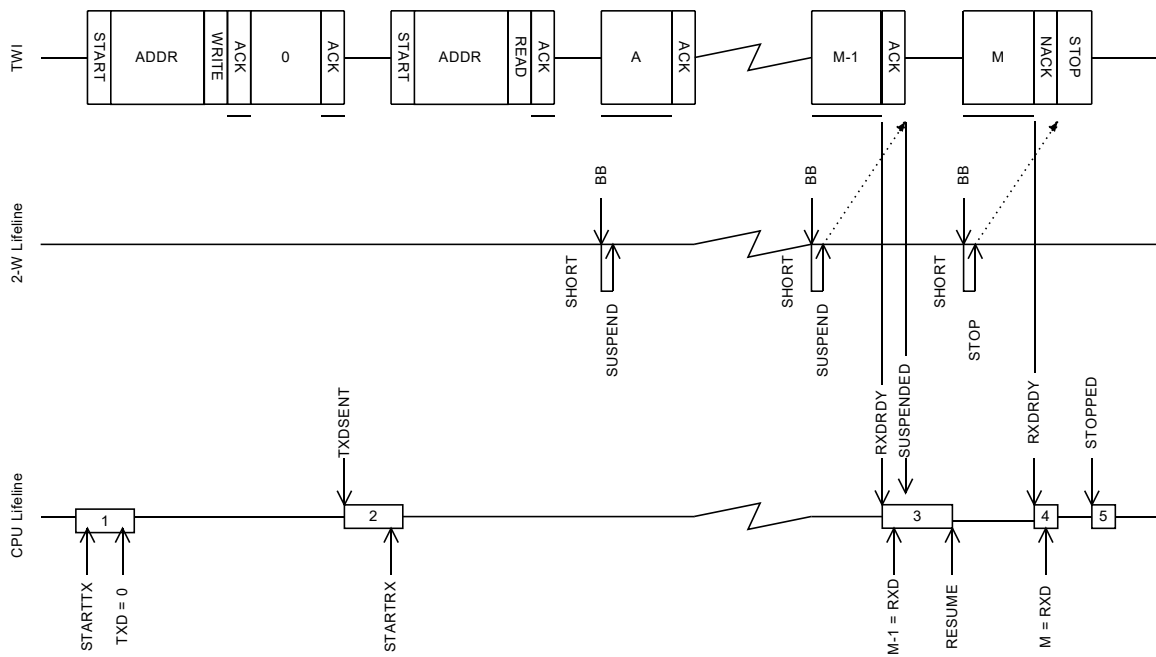 TWI
START
ADDR
WRITE
ACK
0
ACK
START
ADDR
READ
ACK
A
ACK
M-1
ACK
M
NACK
STOP
2-W Lifeline
BB
SHORT
SUSPEND
BB
SHORT
SUSPEND
BB
SHORT
STOP
CPU Lifeline
TXDSENT
RXDRDY
SUSPENDED
RXDRDY
STOPPED
1
2
3
4
5
STARTTX
TXD = 0
STARTRX
M-1 = RXD
RESUME
M = RXD